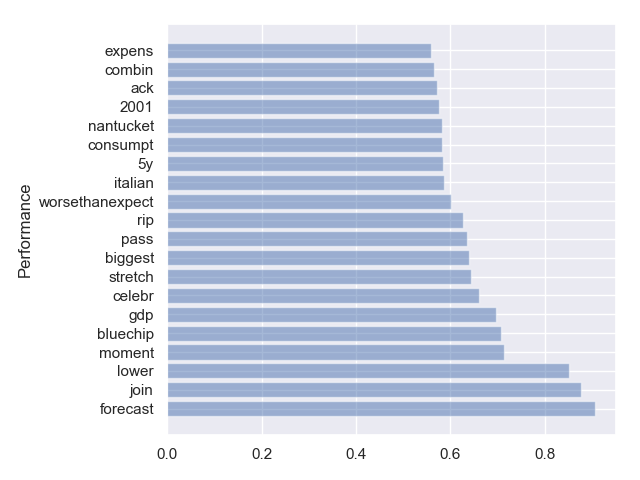 expens
combin
ack
2001
nantucket
consumpt
5y
italian
worsethanexpect
rip
pass
biggest
stretch
celebr
gdp
bluechip
moment
lower
join
forecast
Performance
0.0 0.2 0.4 0.6 0.8